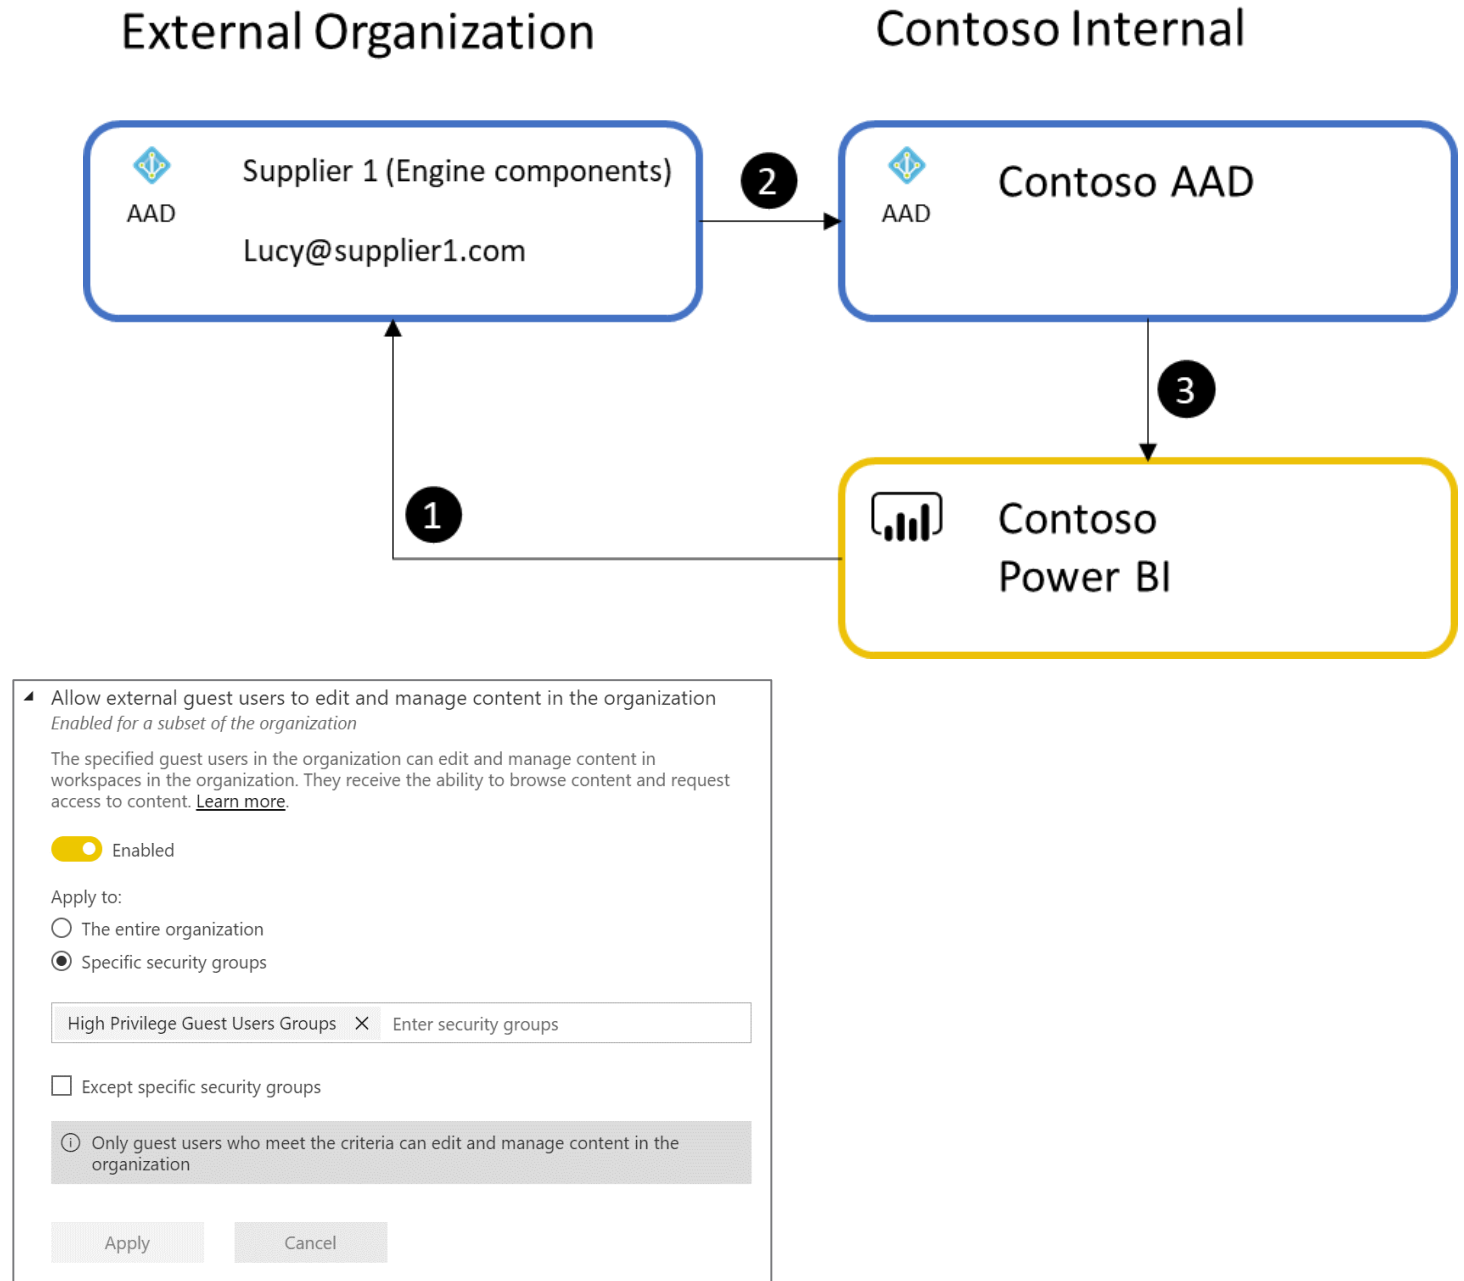 External Organization
Contoso Internal
AAD
Supplier 1 (Engine components)
Lucy@supplier1.com
2
AAD
Contoso AAD
3
1
Contoso
Power BI
Allow external guest users to edit and manage content in the organization
Enabled for a subset of the organization
The specified guest users in the organization can edit and manage content in
workspaces in the organization. They receive the ability to browse content and request
access to content. Learn more.
Enabled
Apply to:
The entire organization
Specific security groups
High Privilege Guest Users Groups
Enter security groups
Except specific security groups
Only guest users who meet the criteria can edit and manage content in the
organization
Apply
Cancel